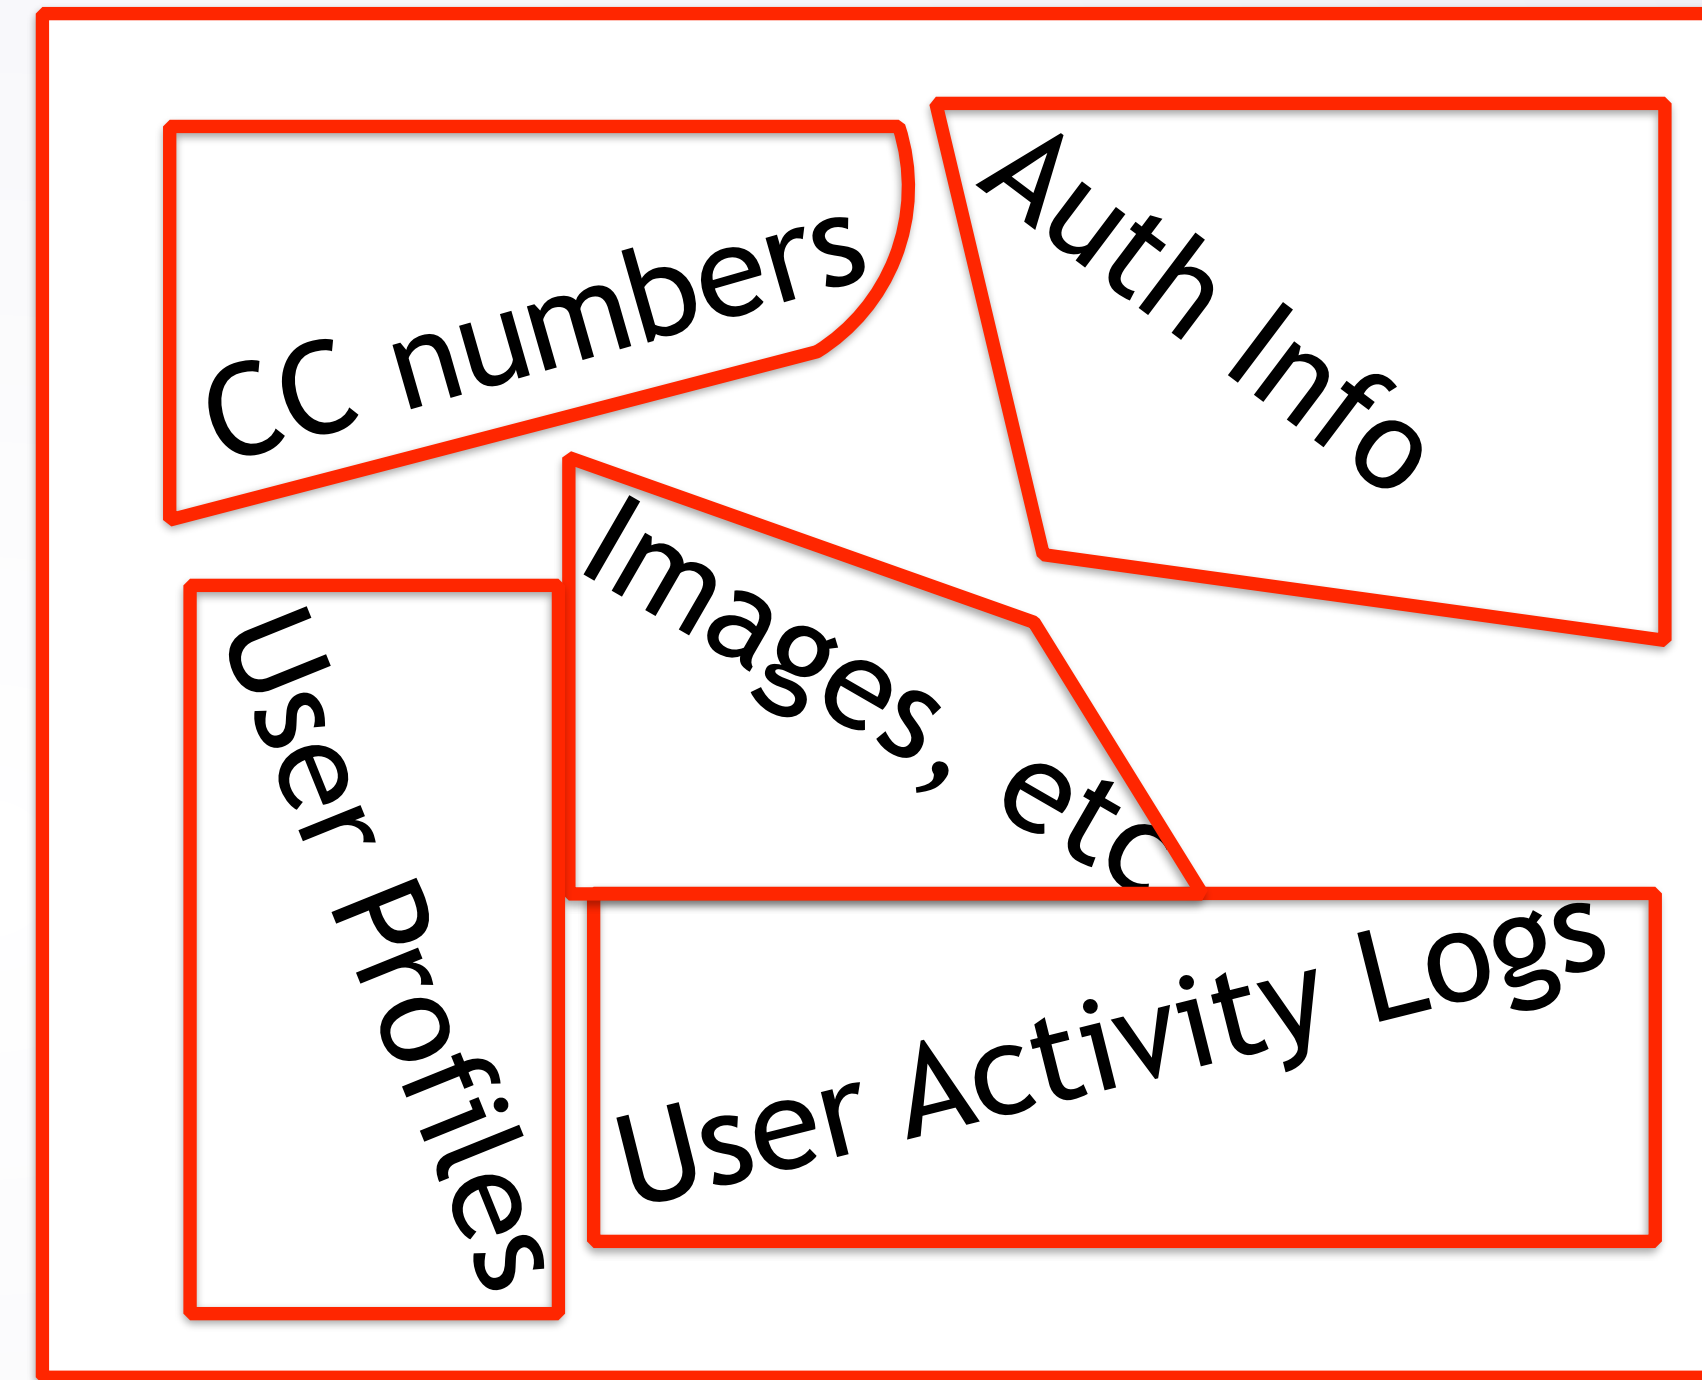 CC numbers
Auth Info
Images, etc
User Profiles
User Activity Logs